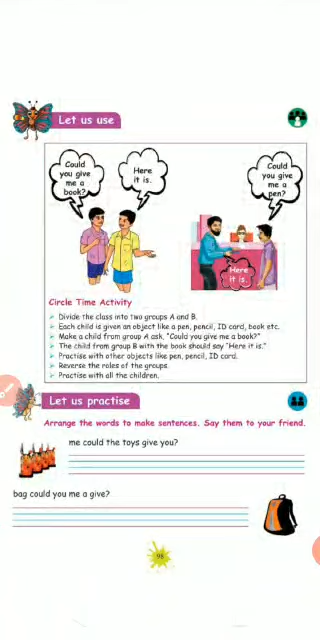 Let us use
Could
you give
me a
book?
Here
it is.
Could
you give
me a
pen?
Here
it is.
Circle Time Activity
Divide the class into two groups A and B.
Each child is given an object like a pen, pencil, ID card, book etc.
Make a child from group A ask, "Could you give me a book?"
The child from group B with the book should say "Here it is."
Practise with other objects like pen, pencil, ID card.
Reverse the roles of the groups.
Practise with all the children.
Let us practise
Arrange the words to make sentences. Say them to your friend.
me could the toys give you?
bag could you me a give?
98